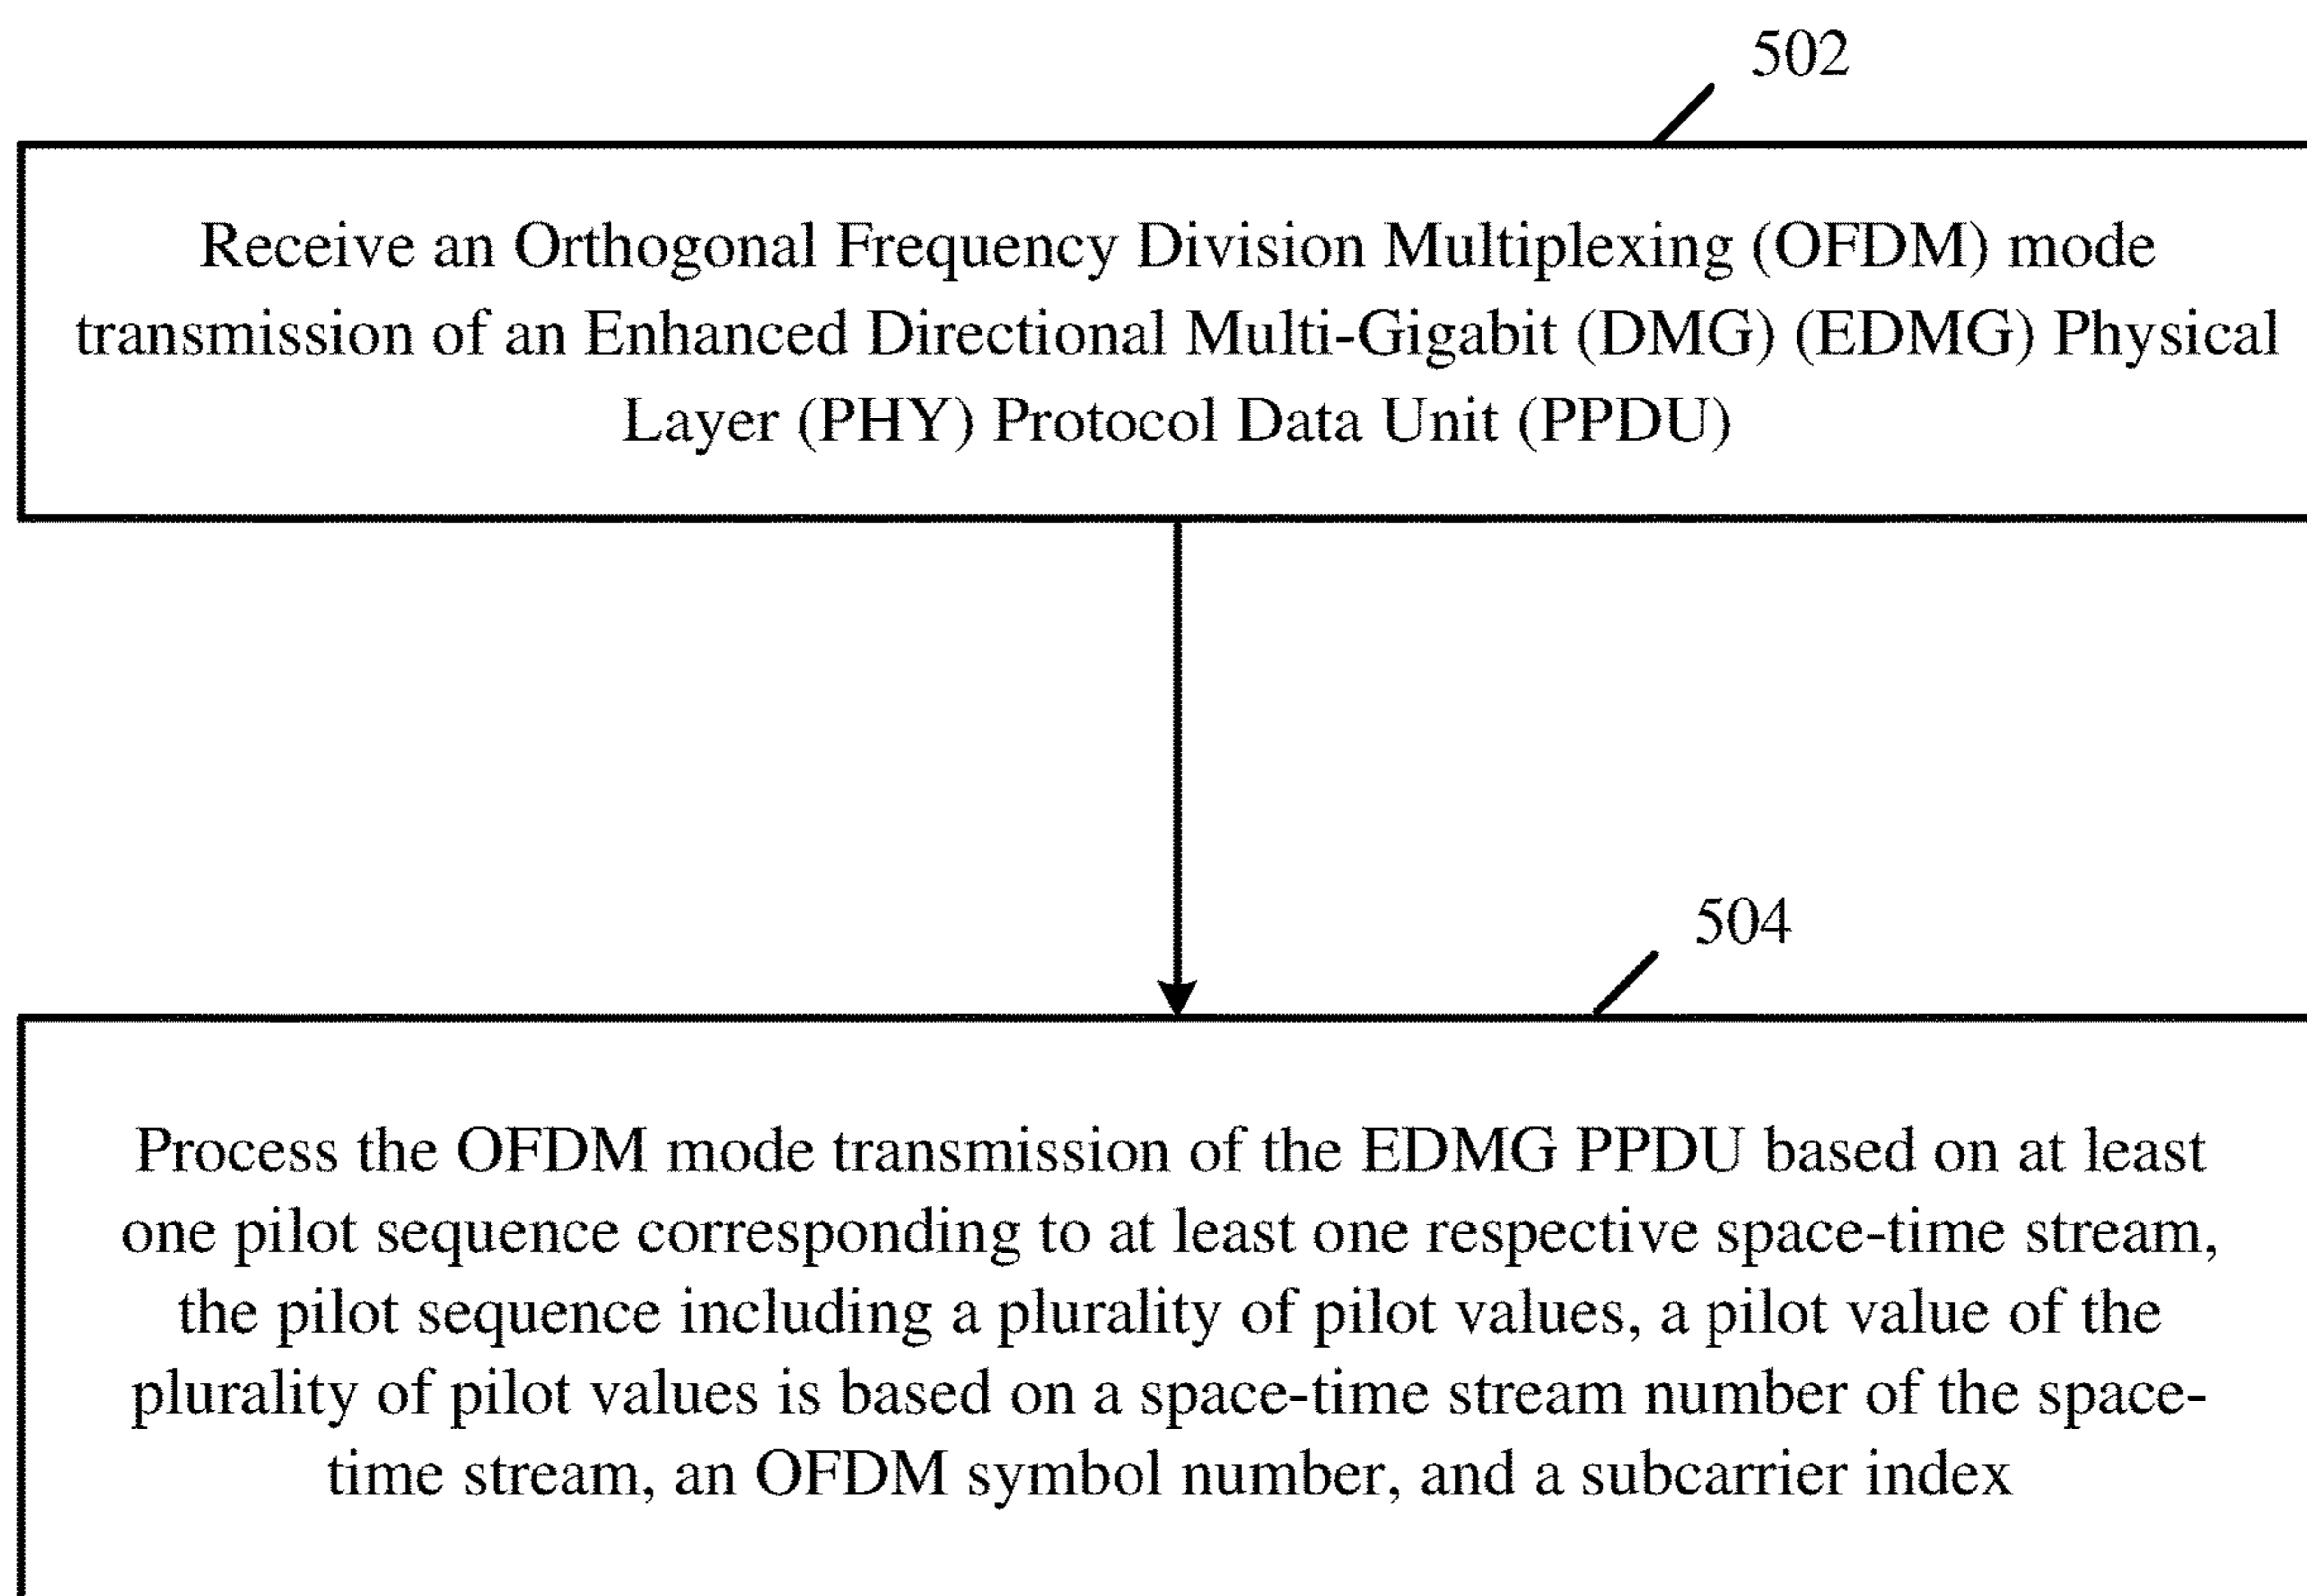 502
Receive an Orthogonal Frequency Division Multiplexing (OFDM) mode
transmission of an Enhanced Directional Multi-Gigabit (DMG) (EDMG) Physical
Layer (PHY) Protocol Data Unit (PPDU)
504
Process the OFDM mode transmission of the EDMG PPDU based on at least
one pilot sequence corresponding to at least one respective space-time stream,
the pilot sequence including a plurality of pilot values, a pilot value of the
plurality of pilot values is based on a space-time stream number of the space-
time stream, an OFDM symbol number, and a subcarrier index